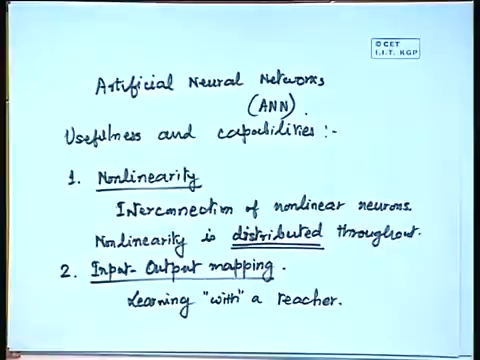 © CET
I.I.T. KGP
Artificial Neural Networks
(ANN).
Usefulness and capabilities :-
1. Nonlinearity
Interconnection of nonlinear neurons.
Nonlinearity is distributed throughout.
2. Input-Output mapping.
Learning "with" a teacher.